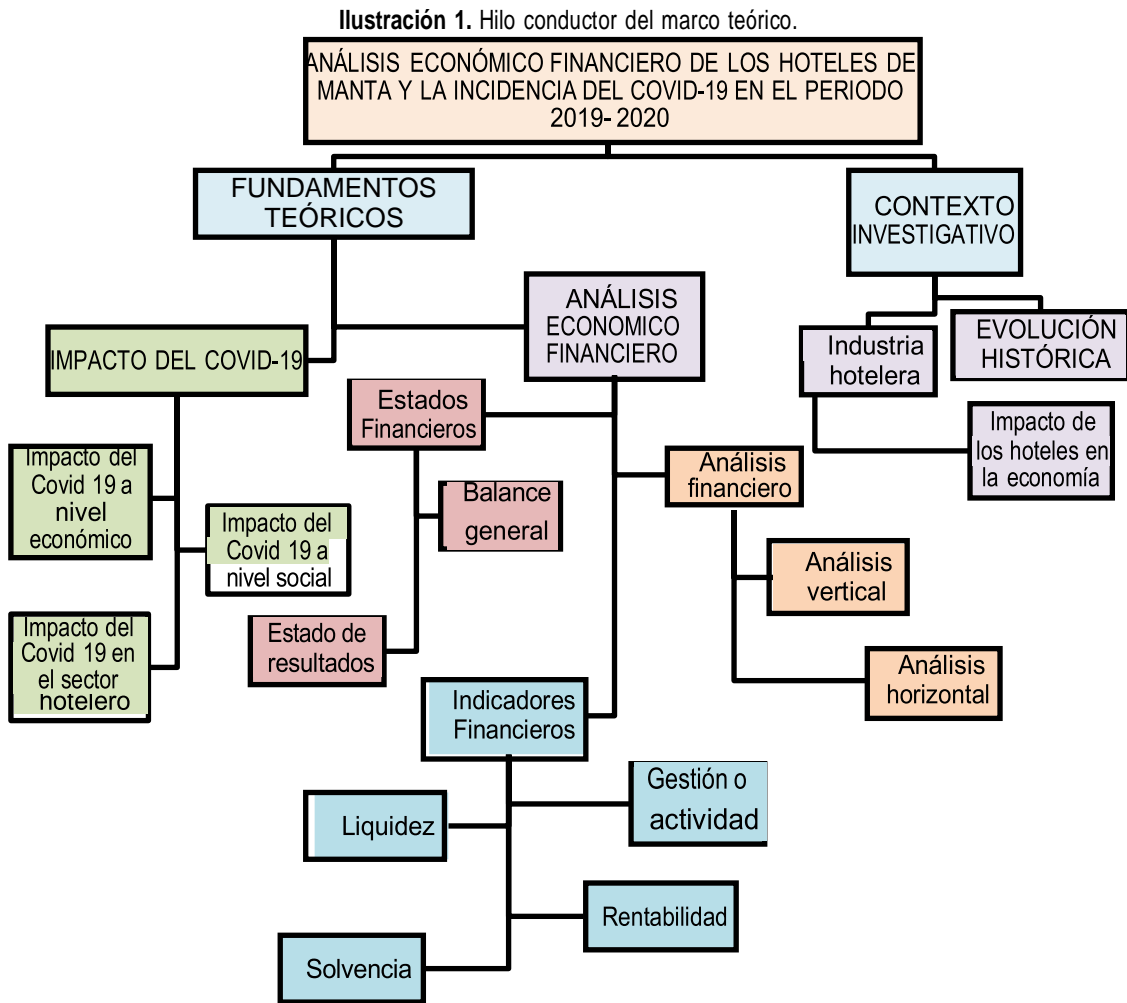 Ilustración 1. Hilo conductor del marco teórico.
ANÁLISIS ECONÓMICO FINANCIERO DE LOS HOTELES DE
MANTA Y LA INCIDENCIA DEL COVID-19 EN EL PERIODO
2019- 2020
FUNDAMENTOS
TEÓRICOS
CONTEXTO
INVESTIGATIVO
ANÁLISIS
ECONOMICO
FINANCIERO
IMPACTO DEL COVID-19
Industria
hotelera
EVOLUCIÓN
HISTÓRICA
Estados
Financieros
Impacto de
los hoteles en
la economía
Impacto del
Covid 19 a
nivel
económico
Análisis
financiero
Balance
general
Impacto del
Covid 19 a
nivel social
Análisis
vertical
Impacto del
Covid 19 en
el sector
hotelero
Estado de
resultados
Análisis
horizontal
Indicadores
Financieros
Gestión o
actividad
Liquidez
Rentabilidad
Solvencia